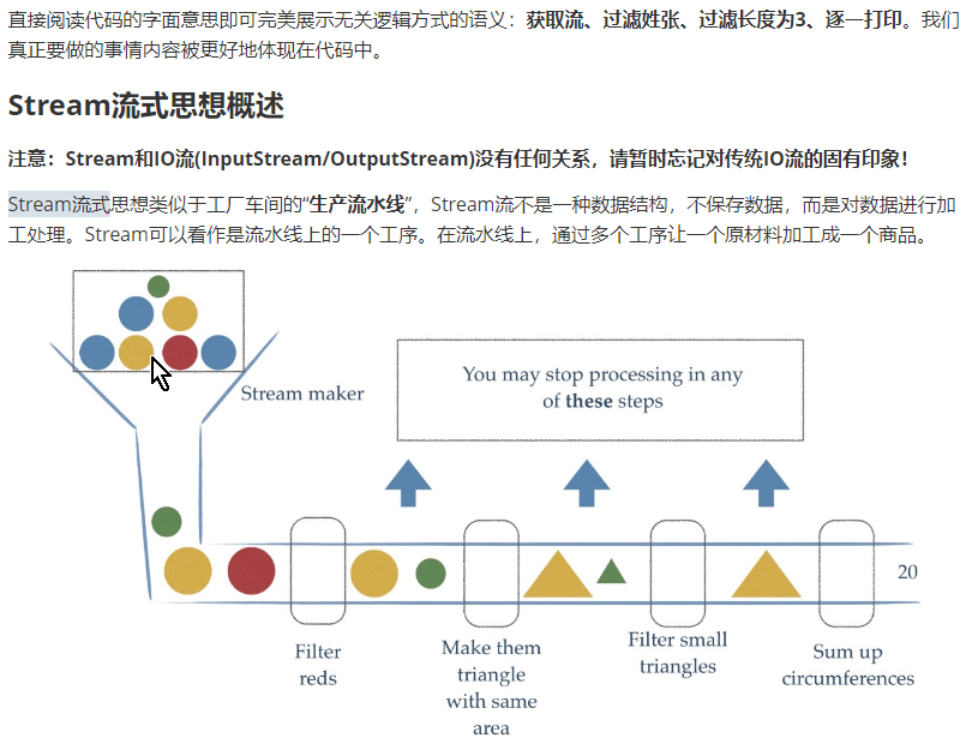 直接阅读代码的字面意思即可完美展示无关逻辑方式的语义：获取流、过滤姓张、过滤长度为3、逐一打印。我们
真正要做的事情内容被更好地体现在代码中。
Stream流式思想概述
注意：Stream和IO流(InputStream/OutputStream)没有任何关系，请暂时忘记对传统IO流的固有印象！
Stream流式思想类似于工厂车间的“生产流水线”，Stream流不是一种数据结构，不保存数据，而是对数据进行加
工处理。Stream可以看作是流水线上的一个工序。在流水线上，通过多个工序让一个原材料加工成一个商品。
Stream maker
You may stop processing in any
of these steps
20
Filter
reds
Make them
triangle
with same
area
Filter small
triangles
Sum up
circumferences